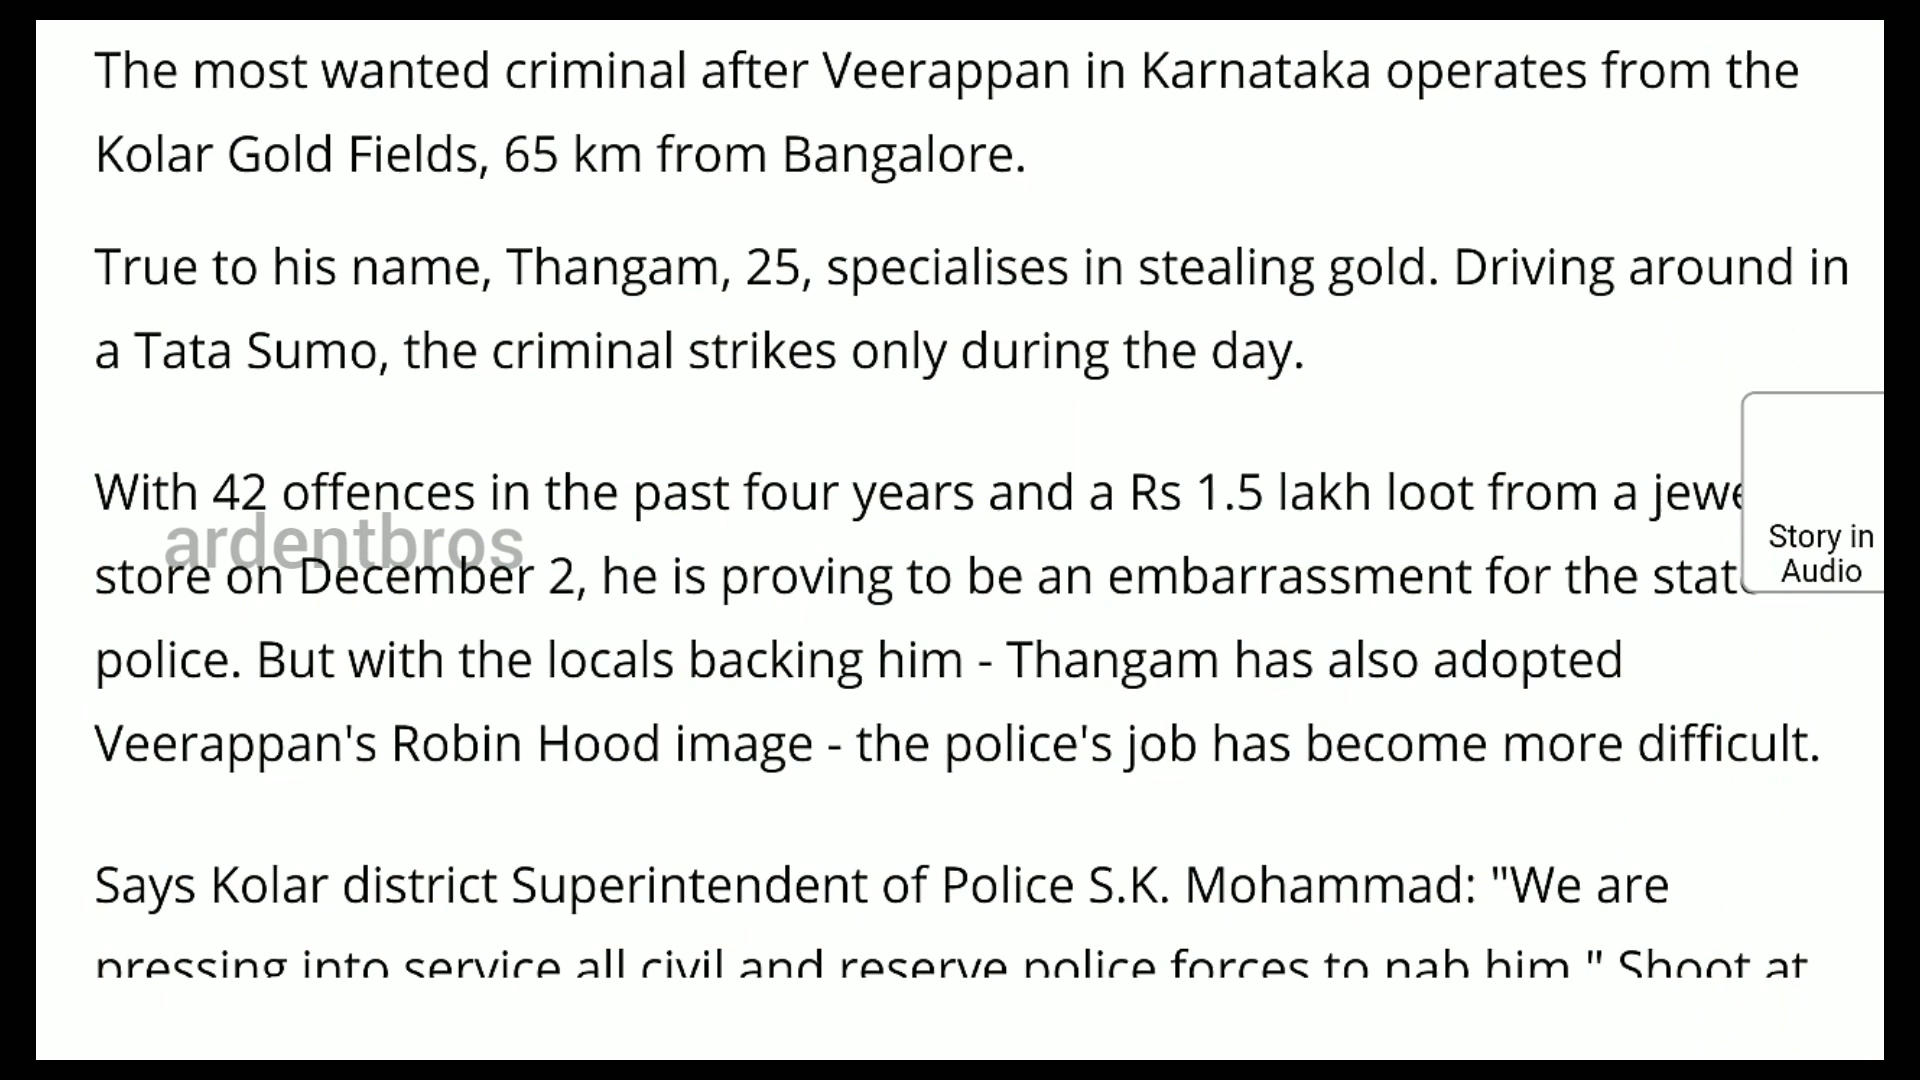 The most wanted criminal after Veerappan in Karnataka operates from the
Kolar Gold Fields, 65 km from Bangalore.
True to his name, Thangam, 25, specialises in stealing gold. Driving around in
a Tata Sumo, the criminal strikes only during the day.
With 42 offences in the past four years and a Rs 1.5 lakh loot from a
ardentbros
store on December 2, he is proving to be an embarrassment for the
Story in
Audio
police. But with the locals backing him - Thangam has also adopted
Veerappan's Robin Hood image - the police's job has become more difficult.
Says Kolar district Superintendent of Police S.K. Mohammad: "We are
pressing into service all civil and reserve police forces to nab him." Shoot at